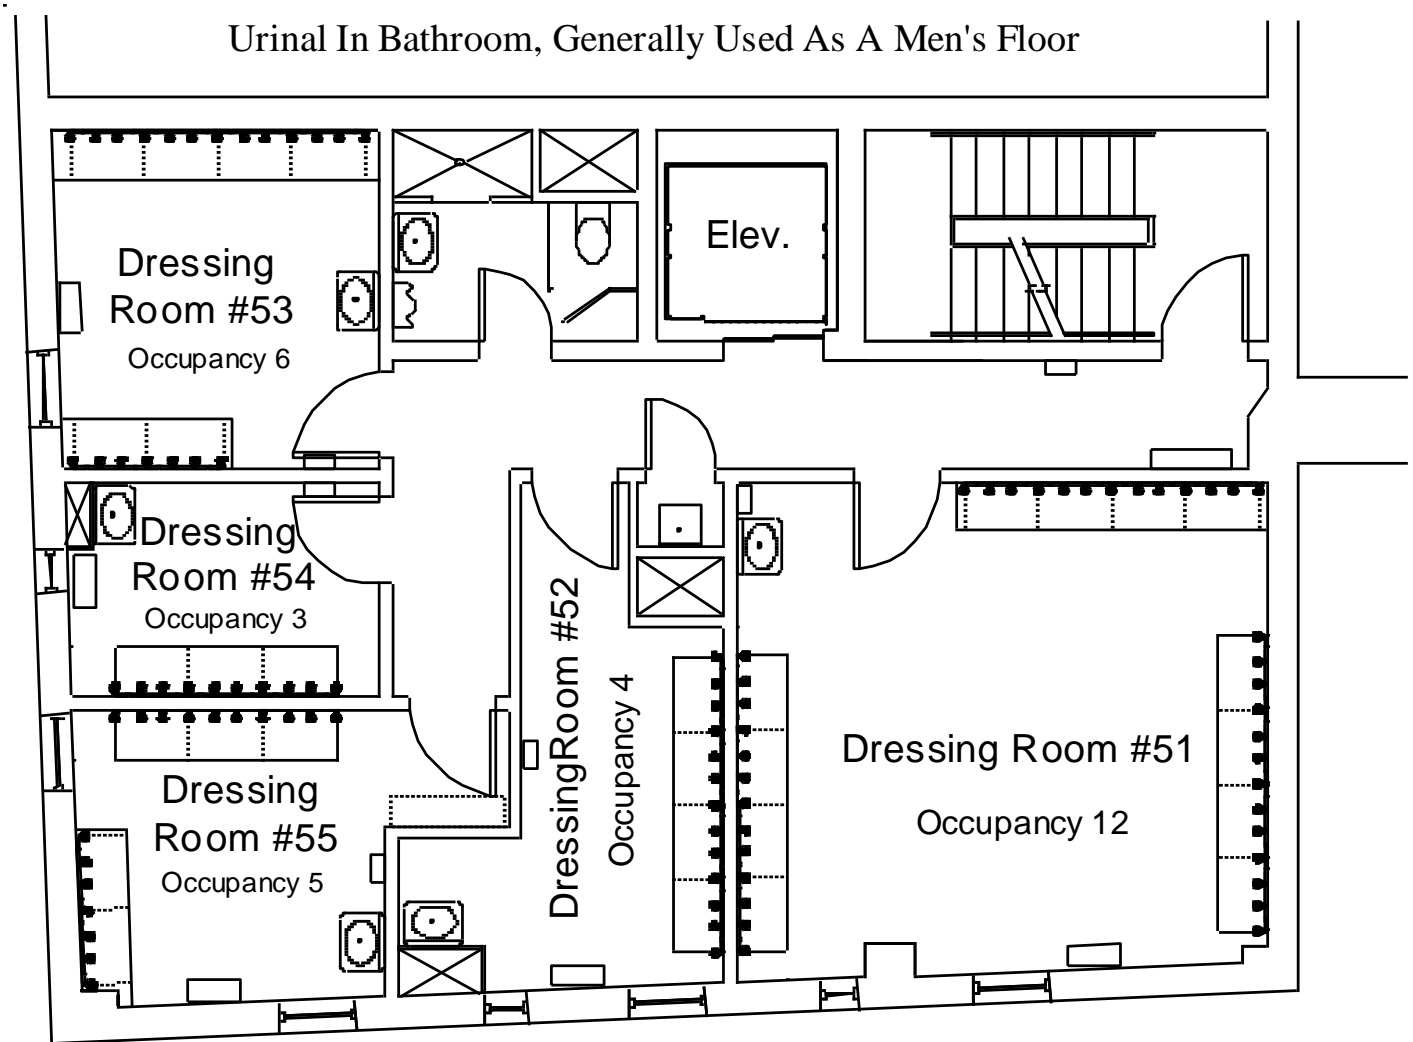 Urinal In Bathroom, Generally Used As A Men's Floor
Elev.
Dressing
Room #53
Occupancy 6
Dressing
Room #54
Occupancy 3
DressingRoom #52
Occupancy 4
Dressing Room #51
Occupancy 12
Dressing
Room #55
Occupancy 5